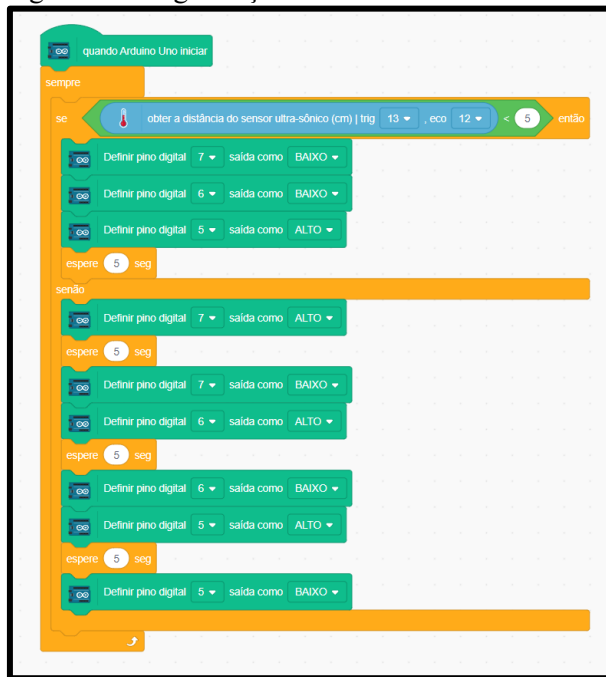 quando Arduino Uno iniciar
sempre
se obter a distância do sensor ultra-sônico (cm) | trig 13 , eco 12 < 5 então
Definir pino digital 7 saída como BAIXO
Definir pino digital 6 saída como BAIXO
Definir pino digital 5 saída como ALTO
espere 5 seg
senão
Definir pino digital 7 saída como ALTO
espere 5 seg
Definir pino digital 7 saída como BAIXO
Definir pino digital 6 saída como ALTO
espere 5 seg
Definir pino digital 6 saída como BAIXO
Definir pino digital 5 saída como ALTO
espere 5 seg
Definir pino digital 5 saída como BAIXO